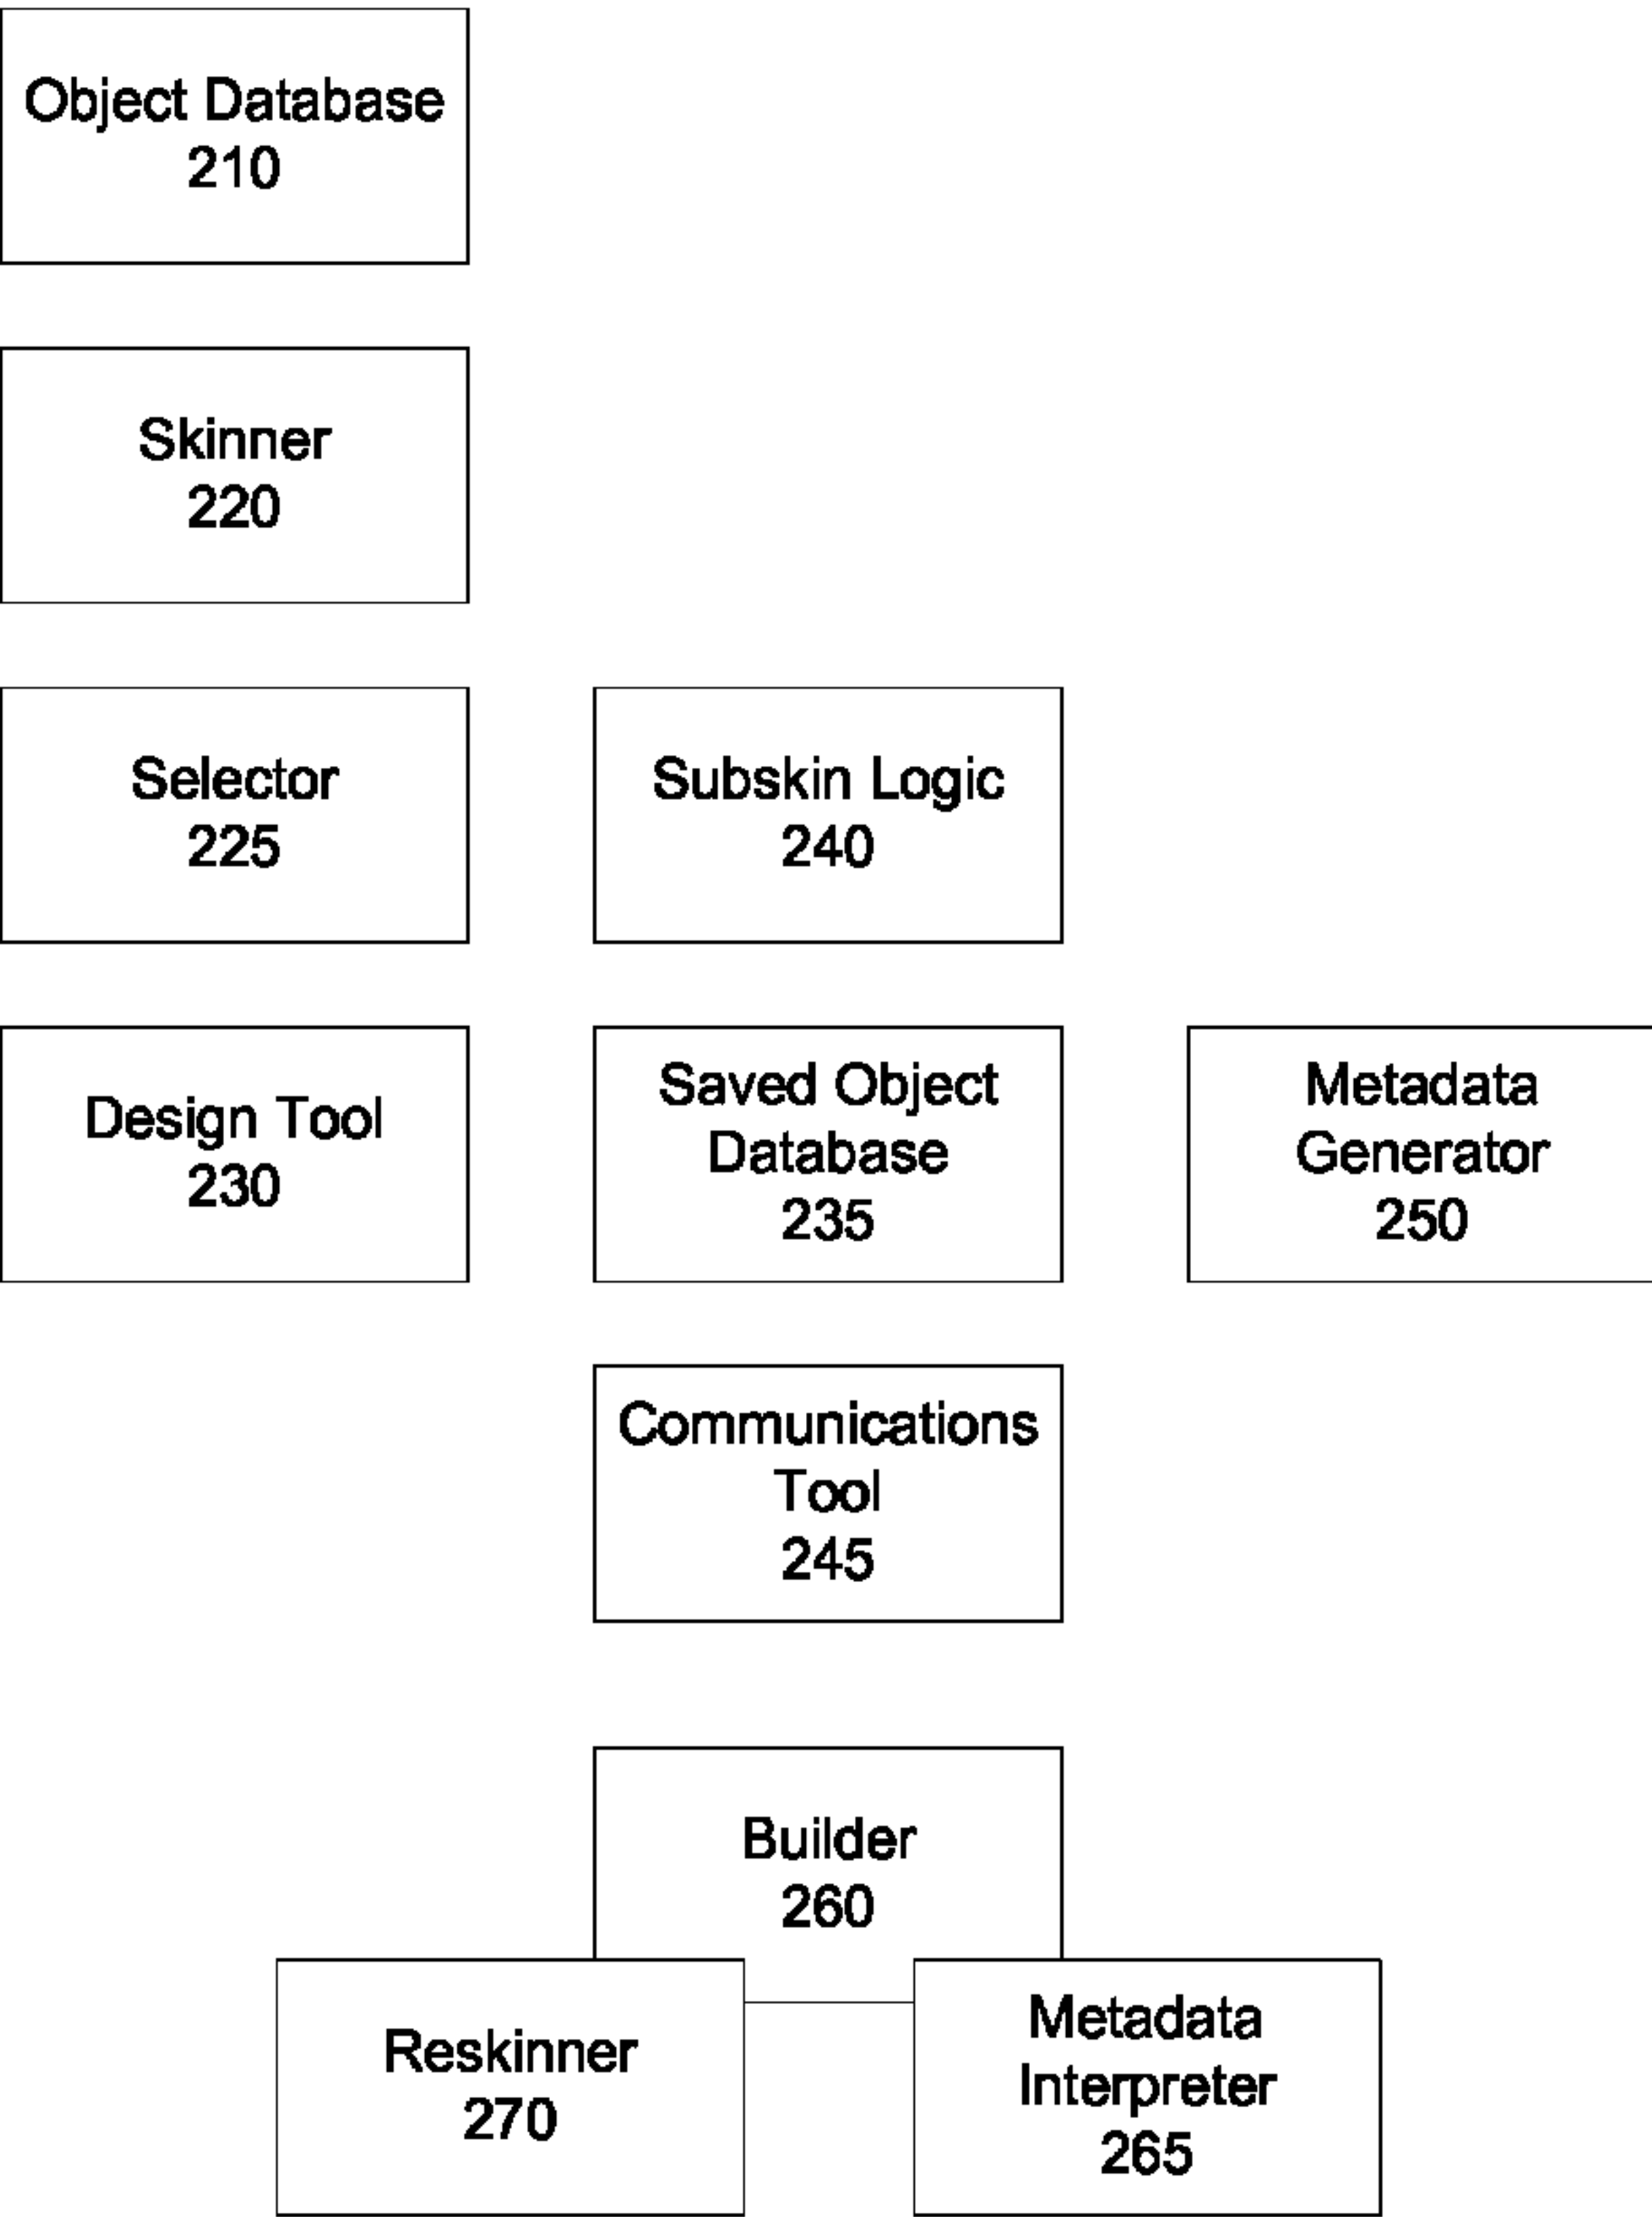 Object Database
210
Skinner
220
Selector
225
Subskin Logic
240
Design Tool
230
Saved Object
Database
235
Metadata
Generator
250
Communications
Tool
245
Builder
260
Reskinner
270
Metadata
Interpreter
265